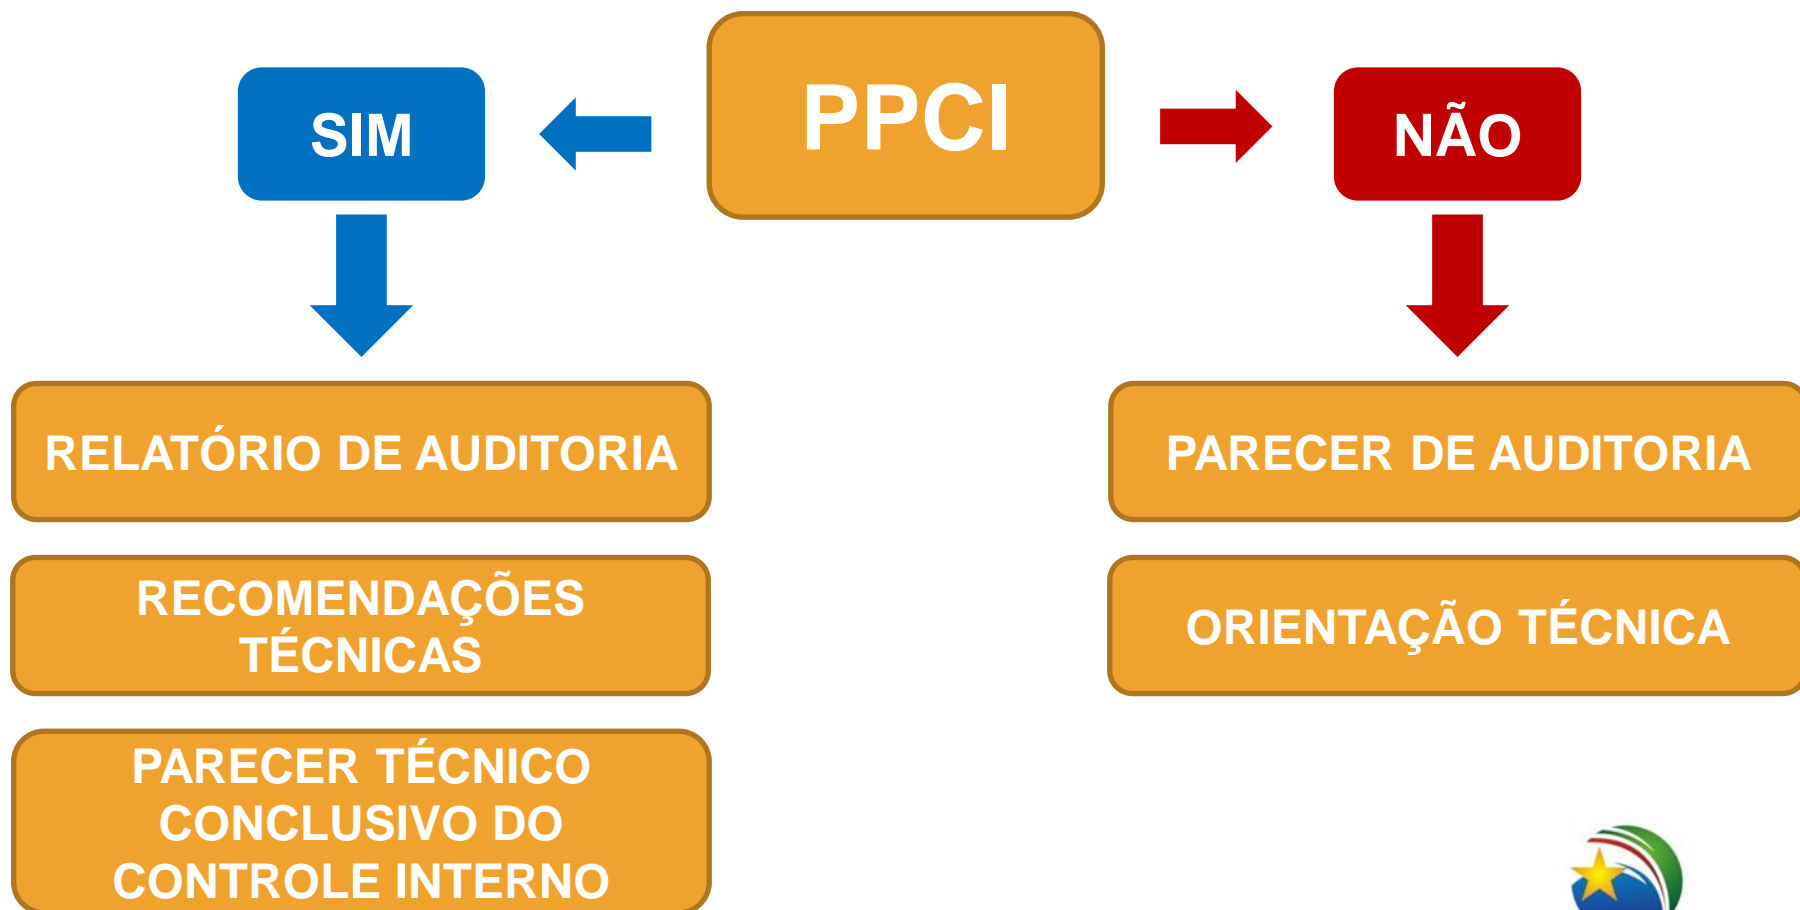 PPCI
SIM
NÃO
RELATÓRIO DE AUDITORIA
PARECER DE AUDITORIA
RECOMENDAÇÕES
TÉCNICAS
ORIENTAÇÃO TÉCNICA
PARECER TÉCNICO
CONCLUSIVO DO
CONTROLE INTERNO